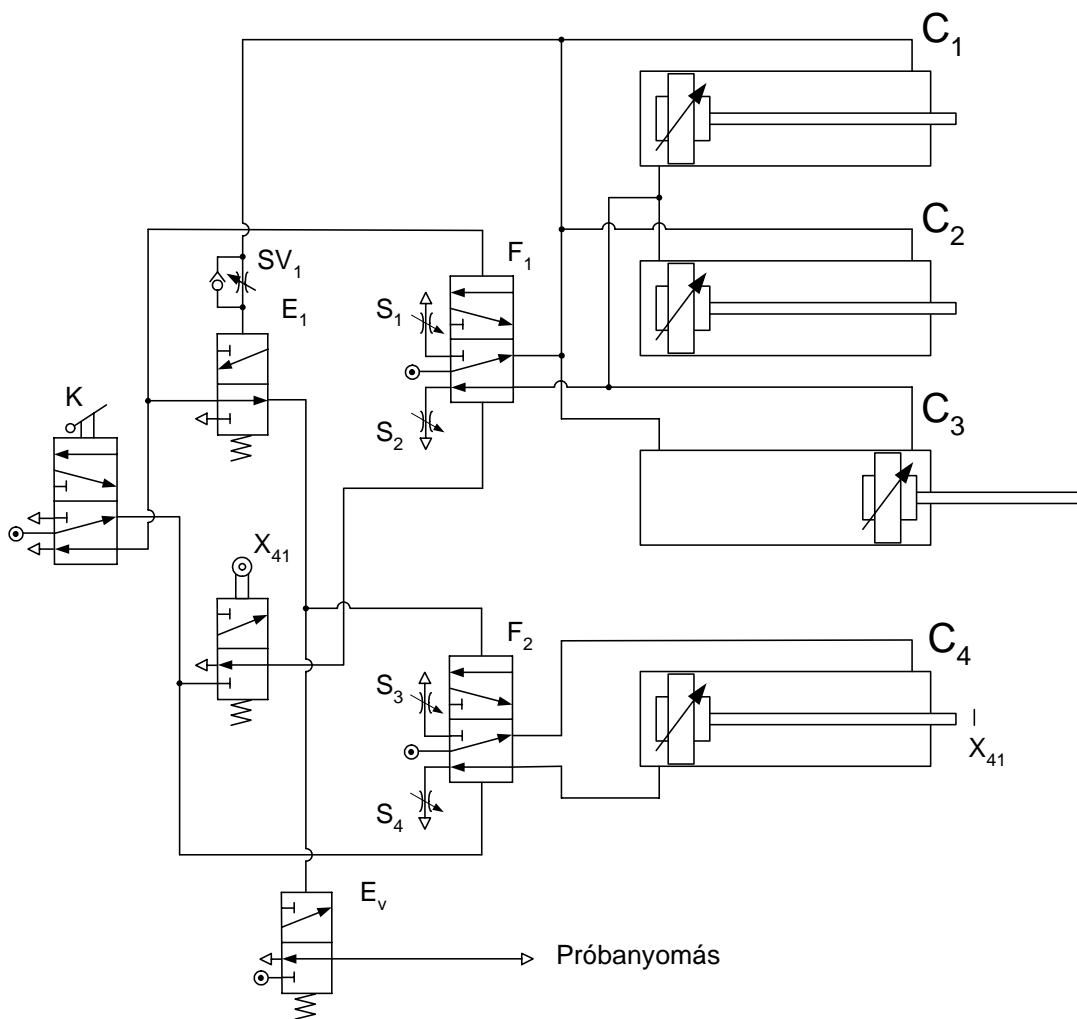 C₁
SV₁
F₁
C₂
E₁
S₁
K
S₂
C₃
X₄₁
F₂
C₄
S₃
X₄₁
S₄
Eᵥ
Próbanyomás